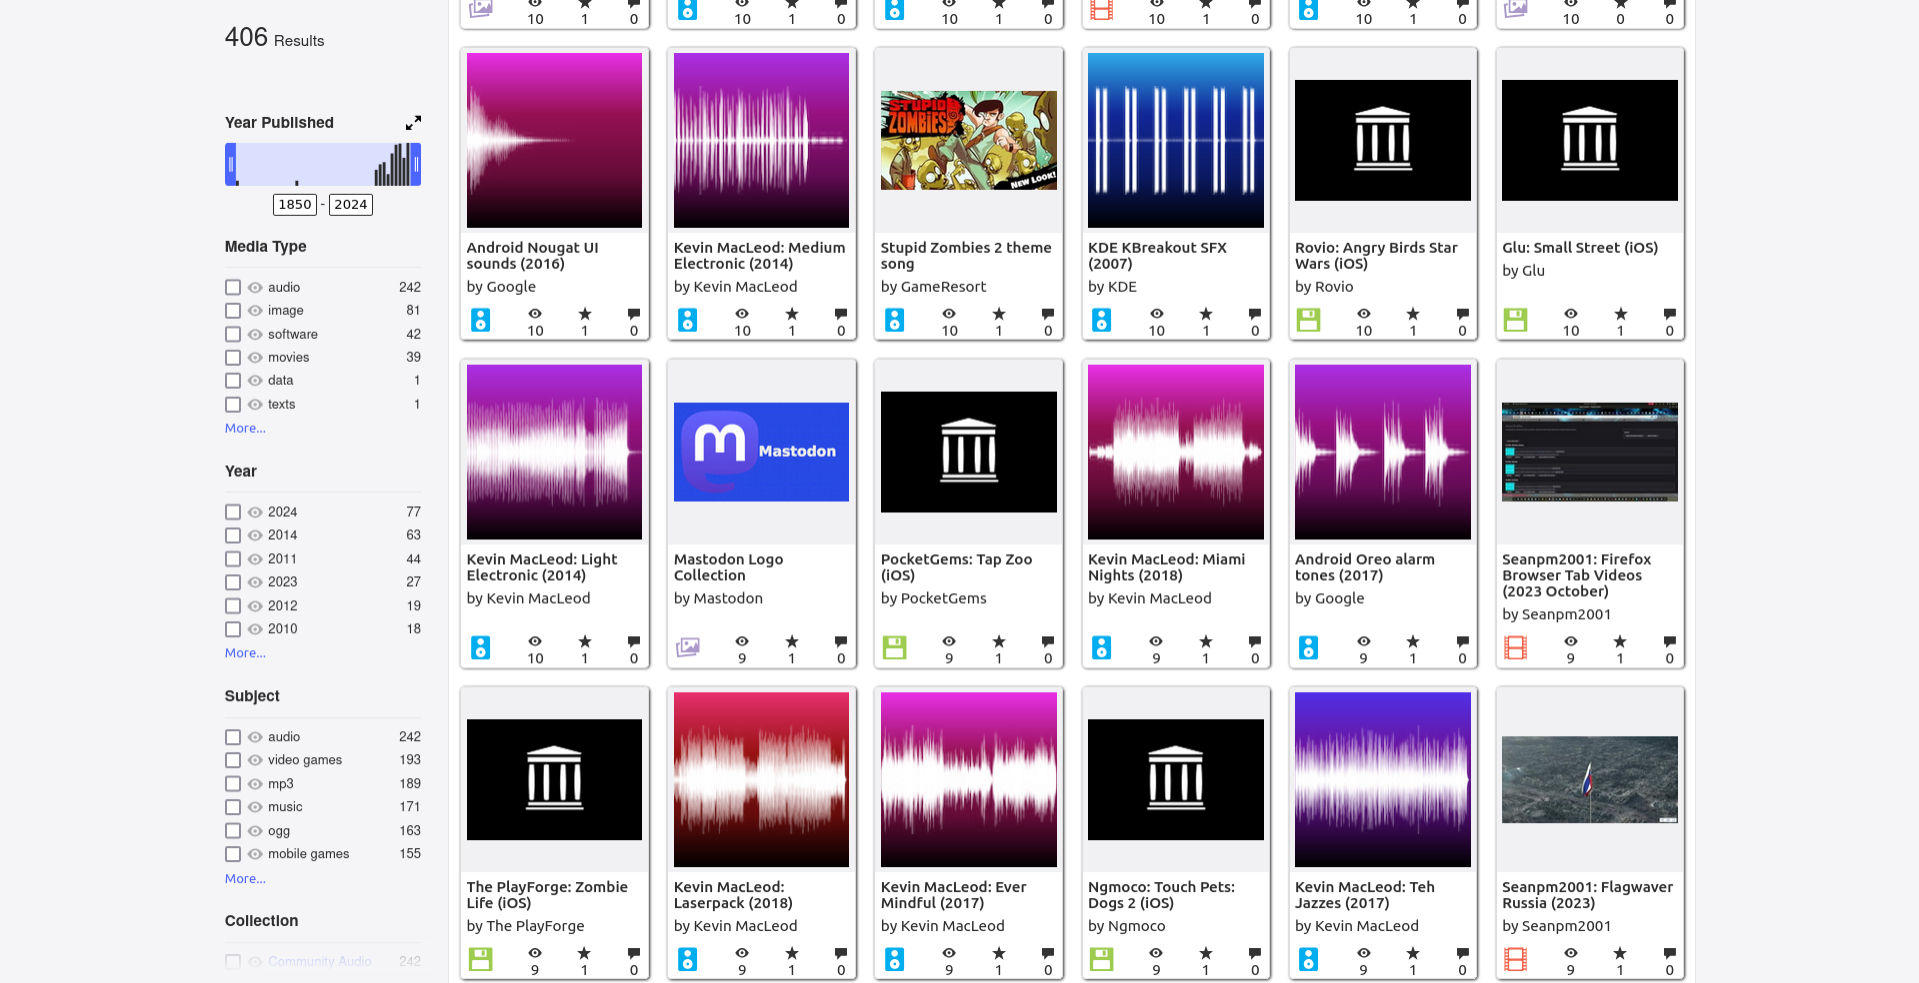 406 Results
Year Published
1850 - 2024
Media Type
audio 242
image 81
software 42
movies 39
data 1
texts 1
More...
Year
2024 77
2014 63
2011 44
2023 27
2012 19
2010 18
More...
Subject
audio 242
video games 193
mp3 189
music 171
ogg 163
mobile games 155
More...
Collection
Community Audio 242
10 1 0
10 1 0
10 1 0
10 1 0
10 1 0
10 0 0
Android Nougat UI
sounds (2016)
by Google
10 1 0
Kevin MacLeod: Medium
Electronic (2014)
by Kevin MacLeod
10 1 0
STUPID
ZOMBIES
NEW LOOK!
Stupid Zombies 2 theme
song
by GameResort
10 1 0
KDE KBreakout SFX
(2007)
by KDE
10 1 0
Rovio: Angry Birds Star
Wars (iOS)
by Rovio
10 1 0
Glu: Small Street (iOS)
by Glu
10 1 0
Kevin MacLeod: Light
Electronic (2014)
by Kevin MacLeod
10 1 0
Mastodon
Mastodon Logo
Collection
by Mastodon
9 1 0
PocketGems: Tap Zoo
(iOS)
by PocketGems
9 1 0
Kevin MacLeod: Miami
Nights (2018)
by Kevin MacLeod
9 1 0
Android Oreo alarm
tones (2017)
by Google
9 1 0
Seanpm2001: Firefox
Browser Tab Videos
(2023 October)
by Seanpm2001
9 1 0
The PlayForge: Zombie
Life (iOS)
by The PlayForge
9 1 0
Kevin MacLeod:
Laserpack (2018)
by Kevin MacLeod
9 1 0
Kevin MacLeod: Ever
Mindful (2017)
by Kevin MacLeod
9 1 0
Ngmoco: Touch Pets:
Dogs 2 (iOS)
by Ngmoco
9 1 0
Kevin MacLeod: Teh
Jazzes (2017)
by Kevin MacLeod
9 1 0
Seanpm2001: Flagwaver
Russia (2023)
by Seanpm2001
9 1 0